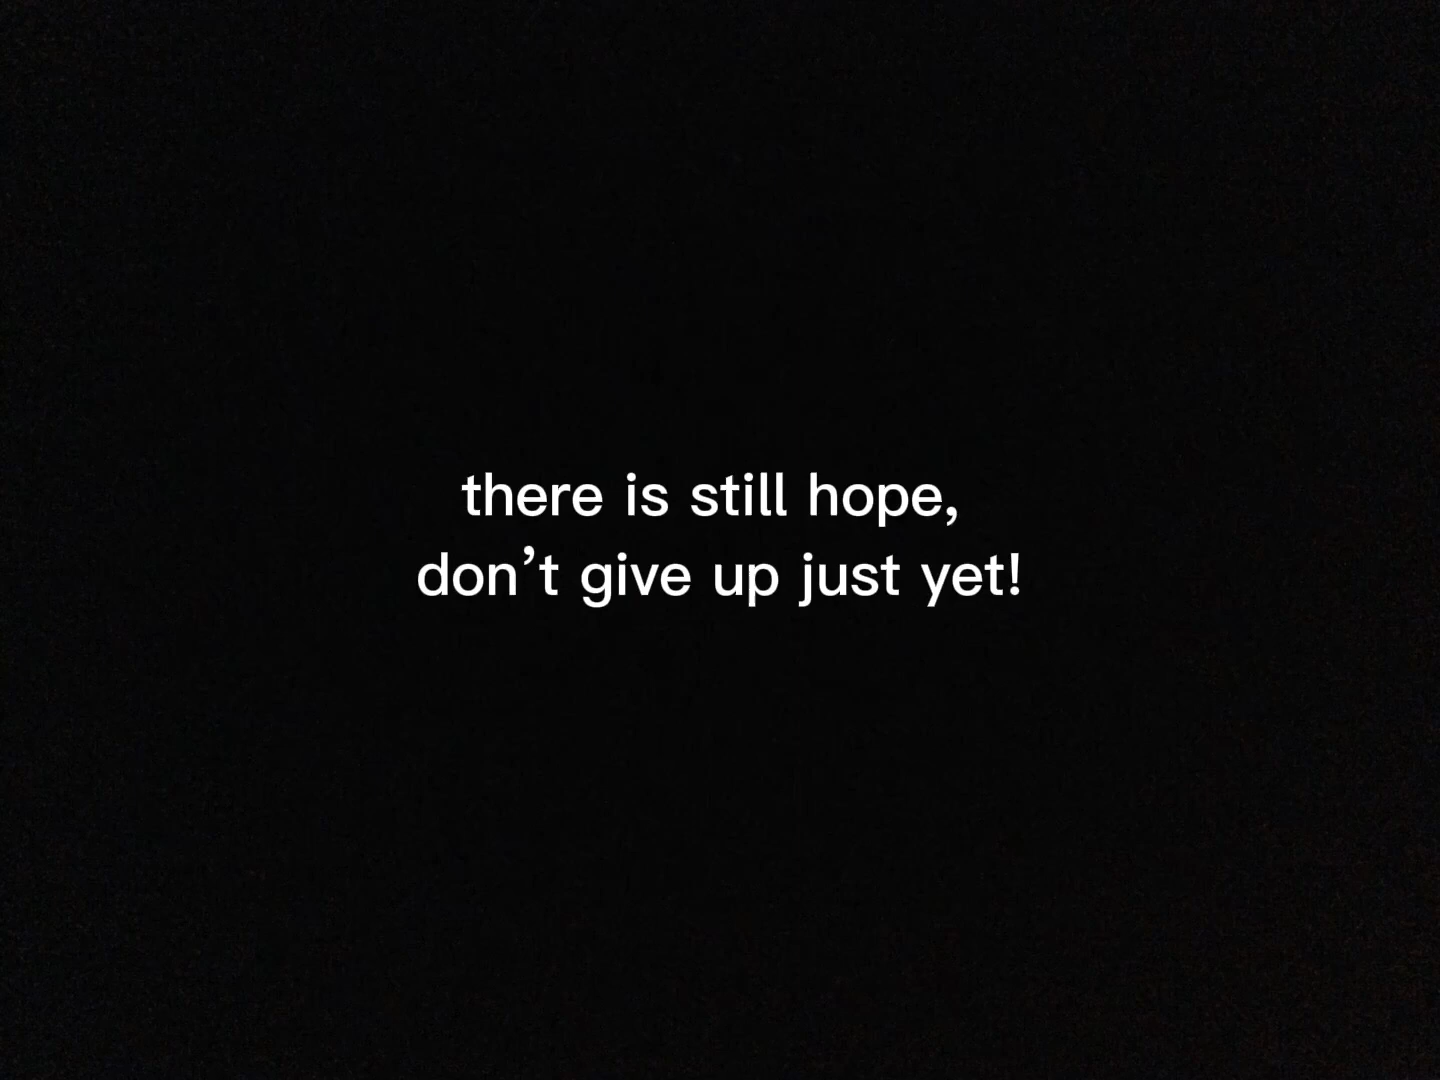 there is still hope,
don’t give up just yet!